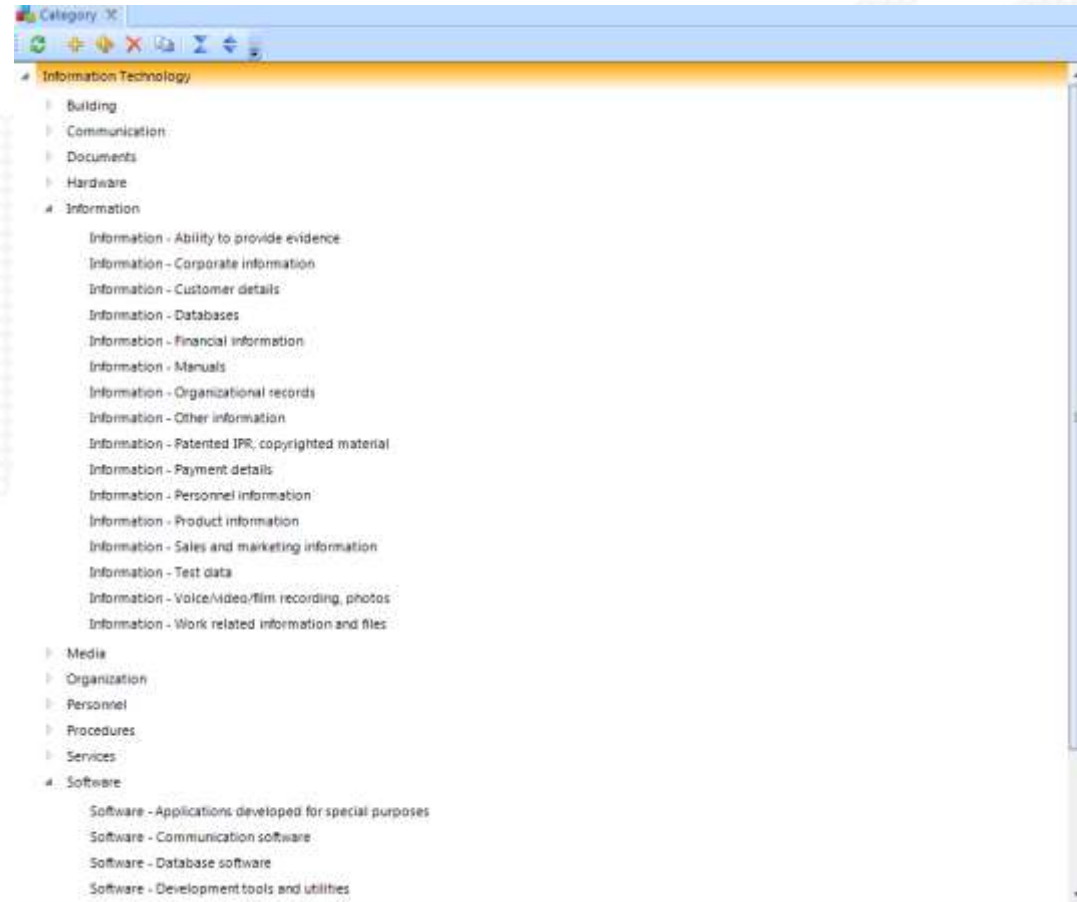 Category
Information Technology
Building
Communication
Documents
Hardware
Information
Information - Ability to provide evidence
Information - Corporate information
Information - Customer details
Information - Databases
Information - Financial information
Information - Manuals
Information - Organizational records
Information - Other information
Information - Patented IPR, copyrighted material
Information - Payment details
Information - Personnel information
Information - Product information
Information - Sales and marketing information
Information - Test data
Information - Voice/video/film recording, photos
Information - Work related information and files
Media
Organization
Personnel
Procedures
Services
Software
Software - Applications developed for special purposes
Software - Communication software
Software - Database software
Software - Development tools and utilities